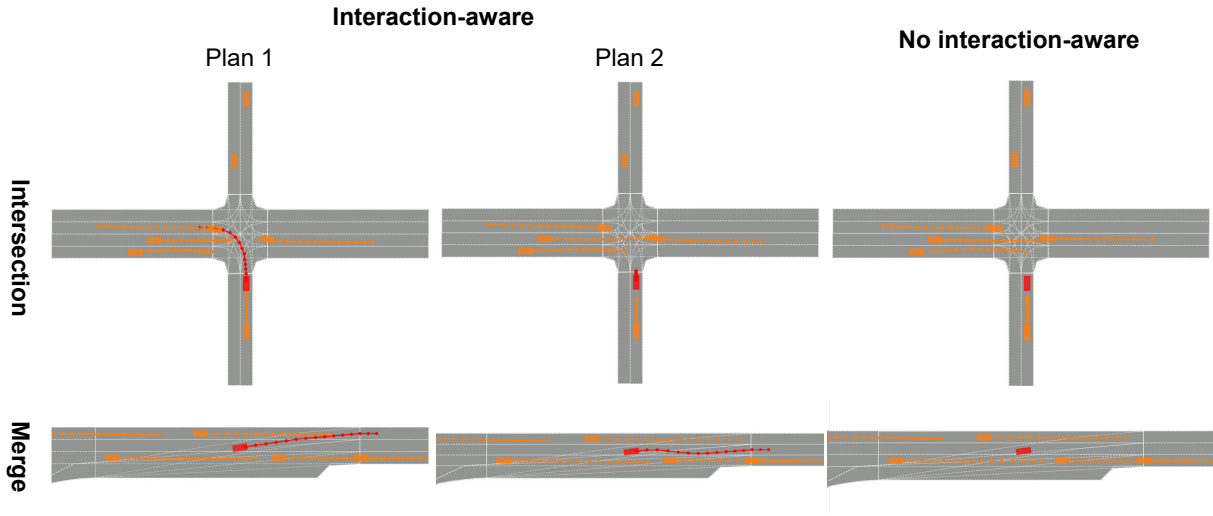 Interaction-aware
No interaction-aware
Plan 1
Plan 2
Intersection
Merge